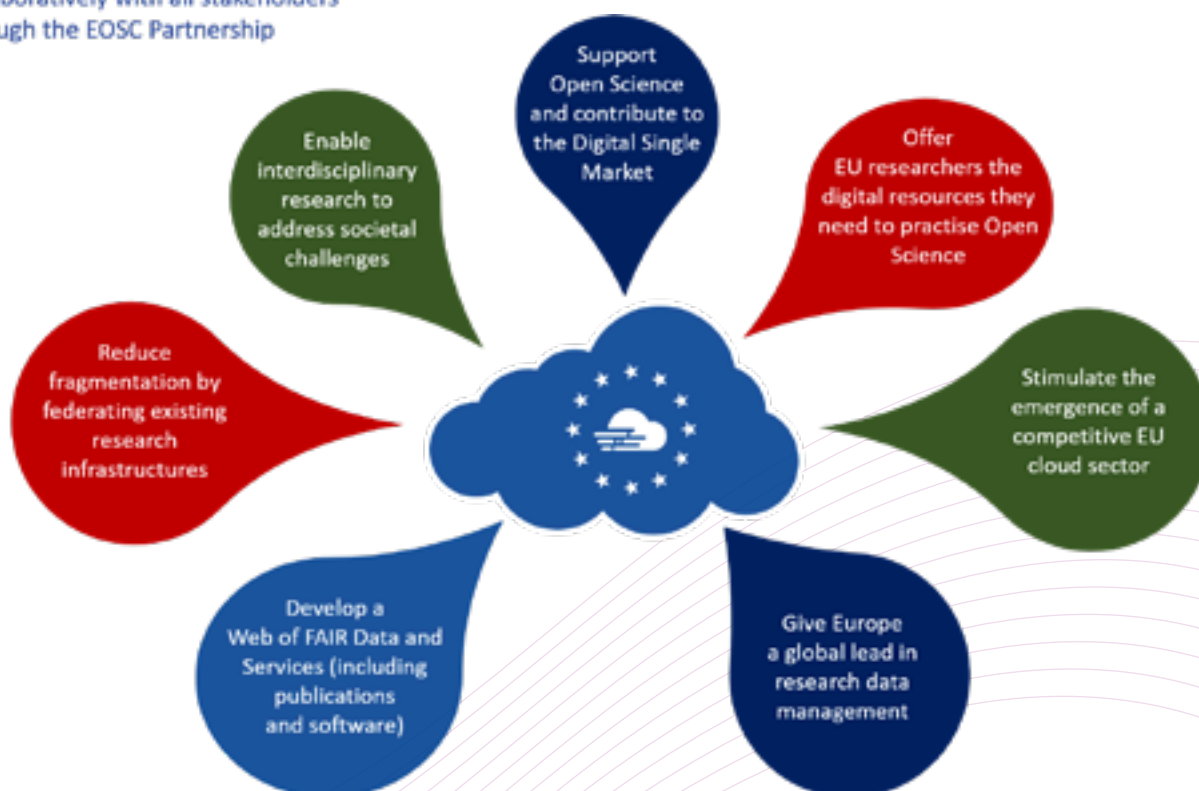 ugh the EOSC Partnership
Support
Open Science
and contribute to
the Digital Single
Market
Enable
interdisciplinary
research to
address societal
challenges
Offer
EU researchers the
digital resources they
need to practise Open
Science
Reduce
fragmentation by
federating existing
research
infrastructures
Stimulate the
emergence of a
competitive EU
cloud sector
Develop a
Web of FAIR Data and
Services (including
publications
and software)
Give Europe
a global lead in
research data
management